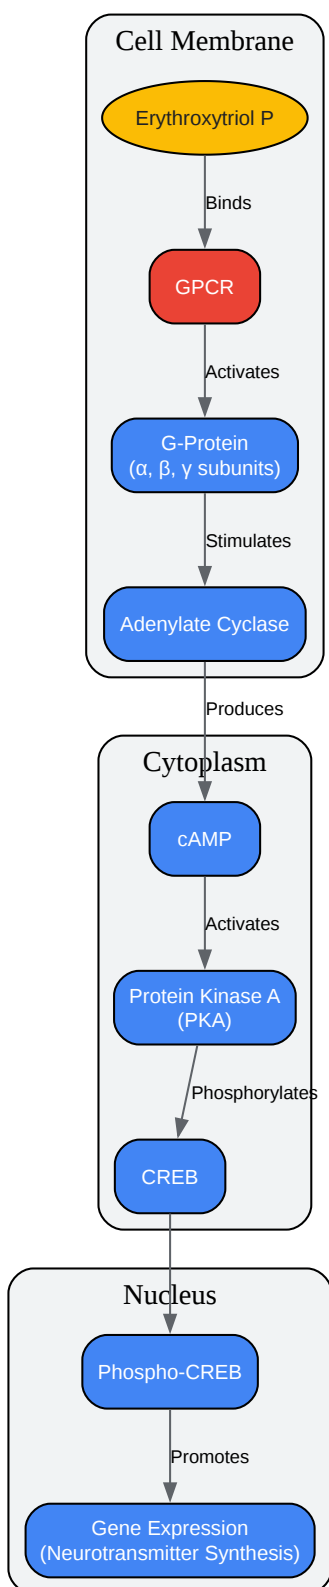 Cell Membrane
Erythroxytriol P
Binds
GPCR
Activates
G-Protein
(α, β, γ subunits)
Stimulates
Adenylate Cyclase
Produces
Cytoplasm
cAMP
Activates
Protein Kinase A
(PKA)
Phosphorylates
CREB
Nucleus
Phospho-CREB
Promotes
Gene Expression
(Neurotransmitter Synthesis)